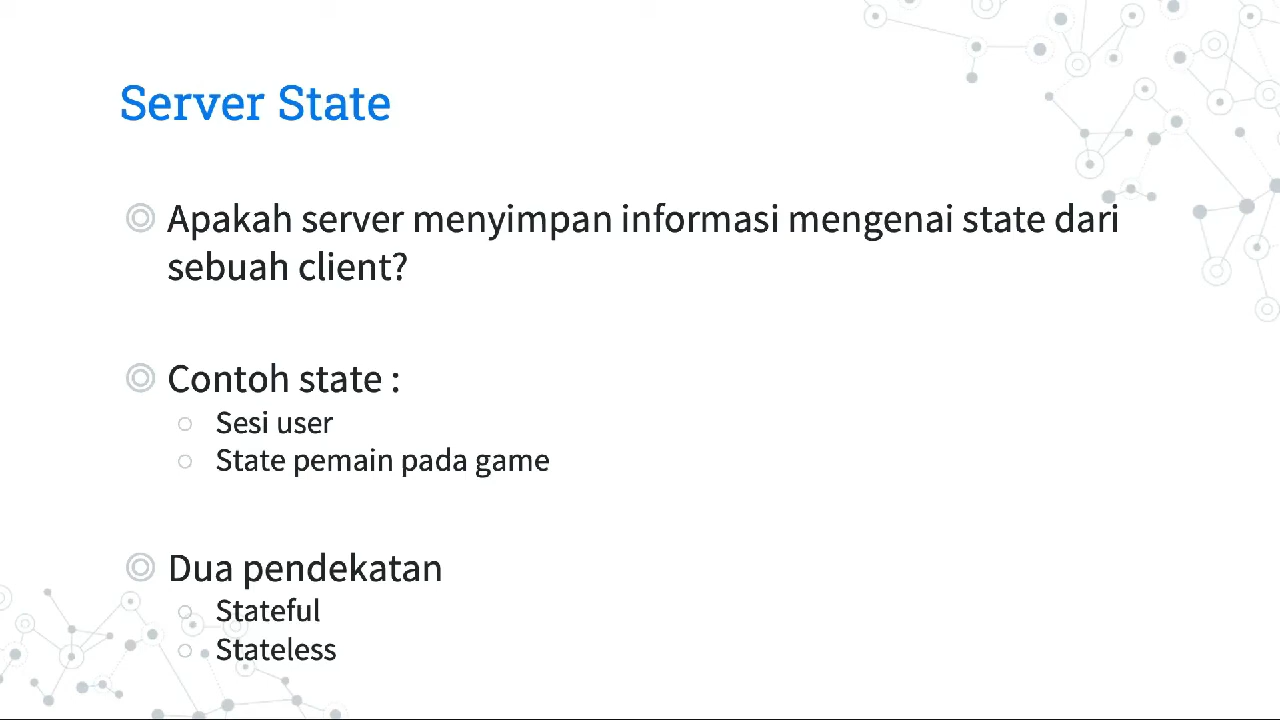 Server State
Apakah server menyimpan informasi mengenai state dari
sebuah client?
Contoh state :
Sesi user
State pemain pada game
Dua pendekatan
Stateful
Stateless